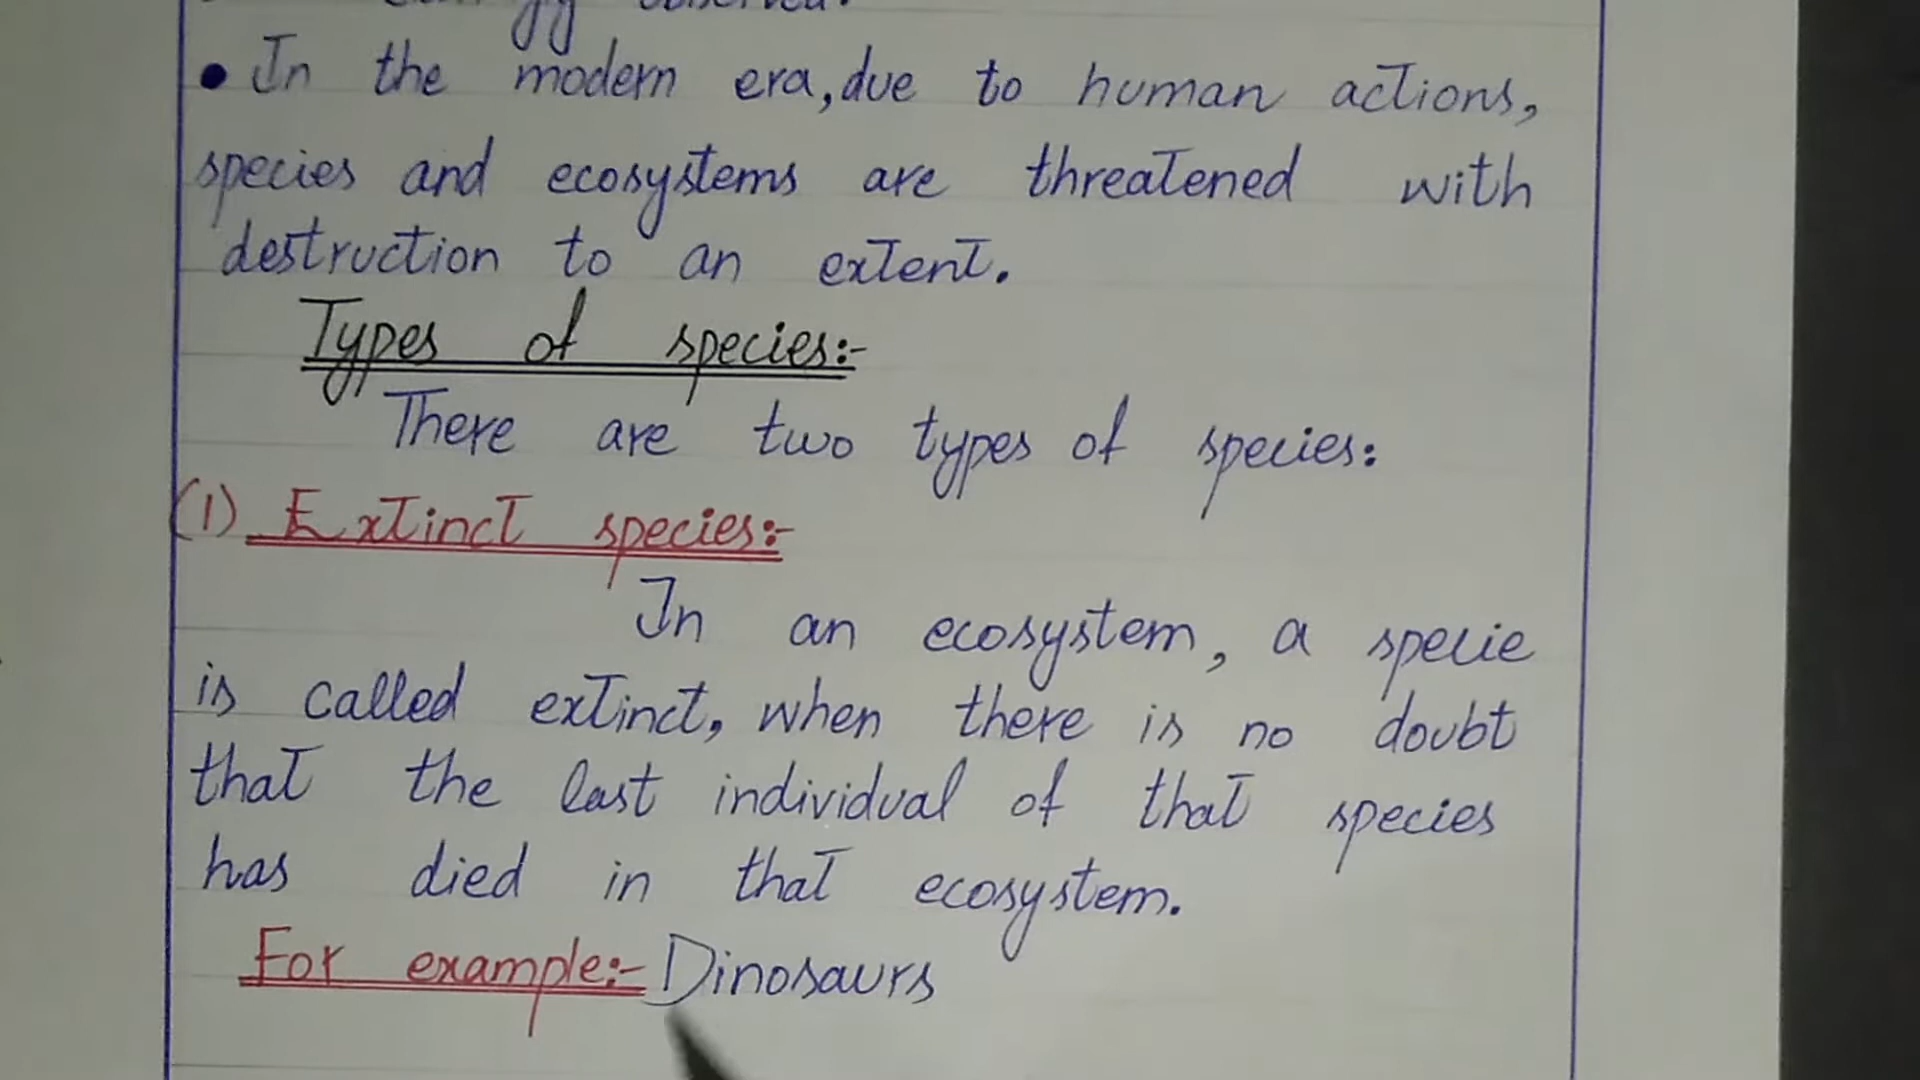 observed.
• In the modern era, due to human actions,
species and ecosystems are threatened with
destruction to an extent.
Types of species:-
There are two types of species:
(1) Extinct species:-
In an ecosystem, a specie
is called extinct, when there is no doubt
that the last individual of that species
has died in that ecosystem.
For example:- Dinosaurs